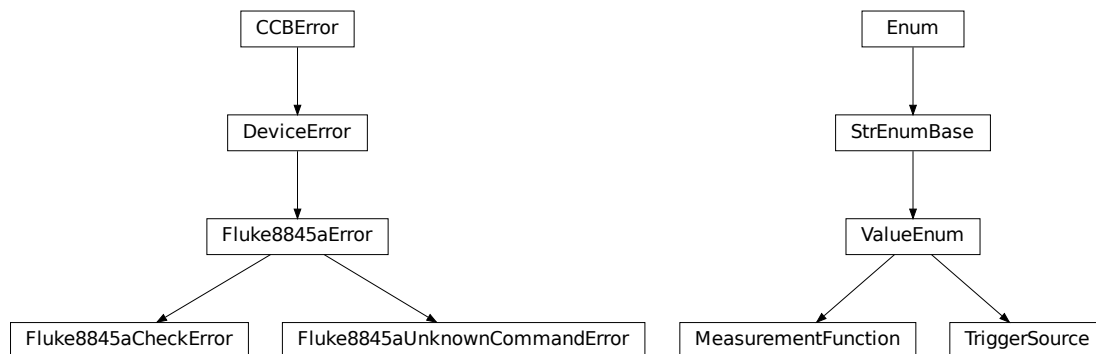 CCBError
Enum
DeviceError
StrEnumBase
Fluke8845aError
ValueEnum
Fluke8845aCheckError
Fluke8845aUnknownCommandError
MeasurementFunction
TriggerSource